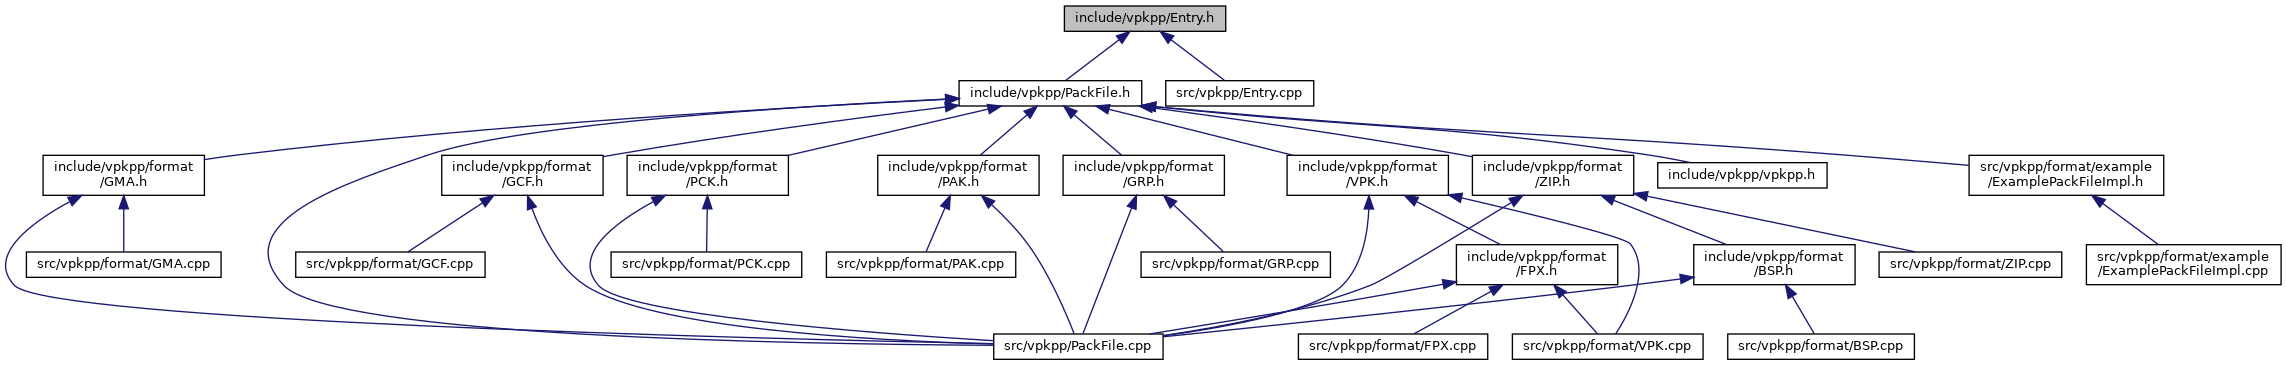 include/vpkpp/Entry.h
include/vpkpp/PackFile.h
src/vpkpp/Entry.cpp
include/vpkpp/format
/GMA.h
include/vpkpp/format
/GCF.h
include/vpkpp/format
/PCK.h
include/vpkpp/format
/PAK.h
include/vpkpp/format
/GRP.h
include/vpkpp/format
/VPK.h
include/vpkpp/format
/ZIP.h
include/vpkpp/vpkpp.h
src/vpkpp/format/example
/ExamplePackFileImpl.h
src/vpkpp/format/GMA.cpp
src/vpkpp/format/GCF.cpp
src/vpkpp/format/PCK.cpp
src/vpkpp/format/PAK.cpp
src/vpkpp/format/GRP.cpp
include/vpkpp/format
/FPX.h
include/vpkpp/format
/BSP.h
src/vpkpp/format/ZIP.cpp
src/vpkpp/format/example
/ExamplePackFileImpl.cpp
src/vpkpp/PackFile.cpp
src/vpkpp/format/FPX.cpp
src/vpkpp/format/VPK.cpp
src/vpkpp/format/BSP.cpp